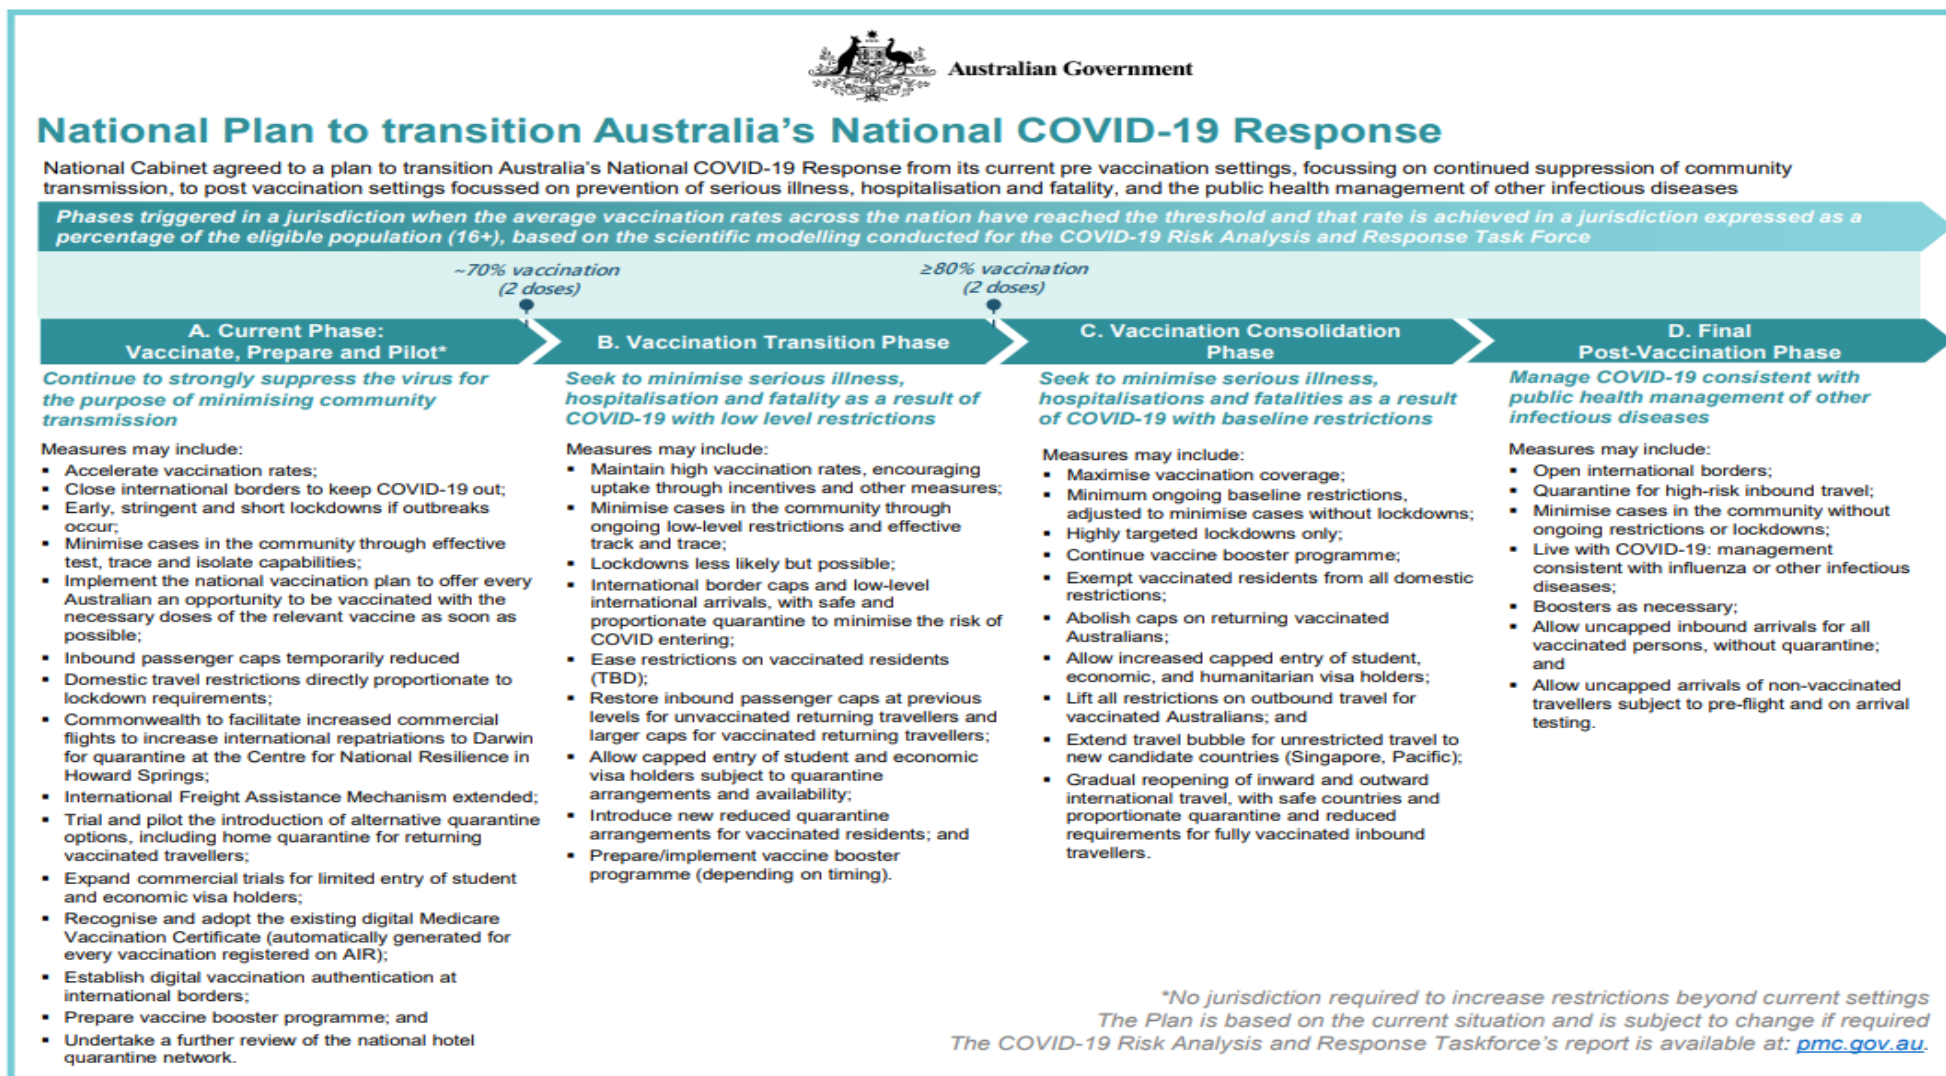 Australian Government
National Plan to transition Australia's National COVID-19 Response
National Cabinet agreed to a plan to transition Australia's National COVID-19 Response from its current pre vaccination settings, focussing on continued suppression of community
transmission, to post vaccination settings focussed on prevention of serious illness, hospitalisation and fatality, and the public health management of other infectious diseases
Phases triggered in a jurisdiction when the average vaccination rates across the nation have reached the threshold and that rate is achieved in a jurisdiction expressed as a
percentage of the eligible population (16+), based on the scientific modelling conducted for the COVID-19 Risk Analysis and Response Task Force
~70% vaccination
(2 doses)
≥80% vaccination
(2 doses)
A. Current Phase:
Vaccinate, Prepare and Pilot*
Continue to strongly suppress the virus for
the purpose of minimising community
transmission
Measures may include:
▪ Accelerate vaccination rates;
▪ Close international borders to keep COVID-19 out;
▪ Early, stringent and short lockdowns if outbreaks
occur;
▪ Minimise cases in the community through effective
test, trace and isolate capabilities;
▪ Implement the national vaccination plan to offer every
Australian an opportunity to be vaccinated with the
necessary doses of the relevant vaccine as soon as
possible;
▪ Inbound passenger caps temporarily reduced
▪ Domestic travel restrictions directly proportionate to
lockdown requirements;
▪ Commonwealth to facilitate increased commercial
flights to increase international repatriations to Darwin
for quarantine at the Centre for National Resilience in
Howard Springs;
▪ International Freight Assistance Mechanism extended;
▪ Trial and pilot the introduction of alternative quarantine
options, including home quarantine for returning
vaccinated travellers;
▪ Expand commercial trials for limited entry of student
and economic visa holders;
▪ Recognise and adopt the existing digital Medicare
Vaccination Certificate (automatically generated for
every vaccination registered on AIR);
▪ Establish digital vaccination authentication at
international borders;
▪ Prepare vaccine booster programme; and
▪ Undertake a further review of the national hotel
quarantine network.
B. Vaccination Transition Phase
Seek to minimise serious illness,
hospitalisation and fatality as a result of
COVID-19 with low level restrictions
Measures may include:
▪ Maintain high vaccination rates, encouraging
uptake through incentives and other measures;
▪ Minimise cases in the community through
ongoing low-level restrictions and effective
track and trace;
▪ Lockdowns less likely but possible;
▪ International border caps and low-level
international arrivals, with safe and
proportionate quarantine to minimise the risk of
COVID entering;
▪ Ease restrictions on vaccinated residents
(TBD);
▪ Restore inbound passenger caps at previous
levels for unvaccinated returning travellers and
larger caps for vaccinated returning travellers;
▪ Allow capped entry of student and economic
visa holders subject to quarantine
arrangements and availability;
▪ Introduce new reduced quarantine
arrangements for vaccinated residents; and
▪ Prepare/implement vaccine booster
programme (depending on timing).
C. Vaccination Consolidation
Phase
Seek to minimise serious illness,
hospitalisations and fatalities as a result
of COVID-19 with baseline restrictions
Measures may include:
▪ Maximise vaccination coverage;
▪ Minimum ongoing baseline restrictions,
adjusted to minimise cases without lockdowns;
▪ Highly targeted lockdowns only;
▪ Continue vaccine booster programme;
▪ Exempt vaccinated residents from all domestic
restrictions;
▪ Abolish caps on returning vaccinated
Australians;
▪ Allow increased capped entry of student,
economic, and humanitarian visa holders;
▪ Lift all restrictions on outbound travel for
vaccinated Australians; and
▪ Extend travel bubble for unrestricted travel to
new candidate countries (Singapore, Pacific);
▪ Gradual reopening of inward and outward
international travel, with safe countries and
proportionate quarantine and reduced
requirements for fully vaccinated inbound
travellers.
D. Final
Post-Vaccination Phase
Manage COVID-19 consistent with
public health management of other
infectious diseases
Measures may include:
▪ Open international borders;
▪ Quarantine for high-risk inbound travel;
▪ Minimise cases in the community without
ongoing restrictions or lockdowns;
▪ Live with COVID-19: management
consistent with influenza or other infectious
diseases;
▪ Boosters as necessary;
▪ Allow uncapped inbound arrivals for all
vaccinated persons, without quarantine;
and
▪ Allow uncapped arrivals of non-vaccinated
travellers subject to pre-flight and on arrival
testing.
*No jurisdiction required to increase restrictions beyond current settings
The Plan is based on the current situation and is subject to change if required
The COVID-19 Risk Analysis and Response Taskforce's report is available at: pmc.gov.au.